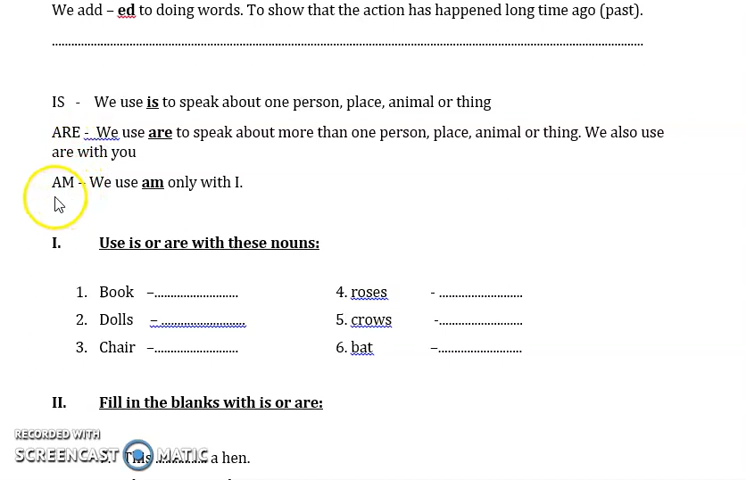 We add – ed to doing words. To show that the action has happened long time ago (past).
IS - We use is to speak about one person, place, animal or thing
ARE - We use are to speak about more than one person, place, animal or thing. We also use
are with you
AM - We use am only with I.
I. Use is or are with these nouns:
1. Book –.......................... 4. roses - ..........................
2. Dolls – .......................... 5. crows -..........................
3. Chair –.......................... 6. bat –..........................
II. Fill in the blanks with is or are:
RECORDED WITH
SCREENCAST MATIC
This ................ a hen.